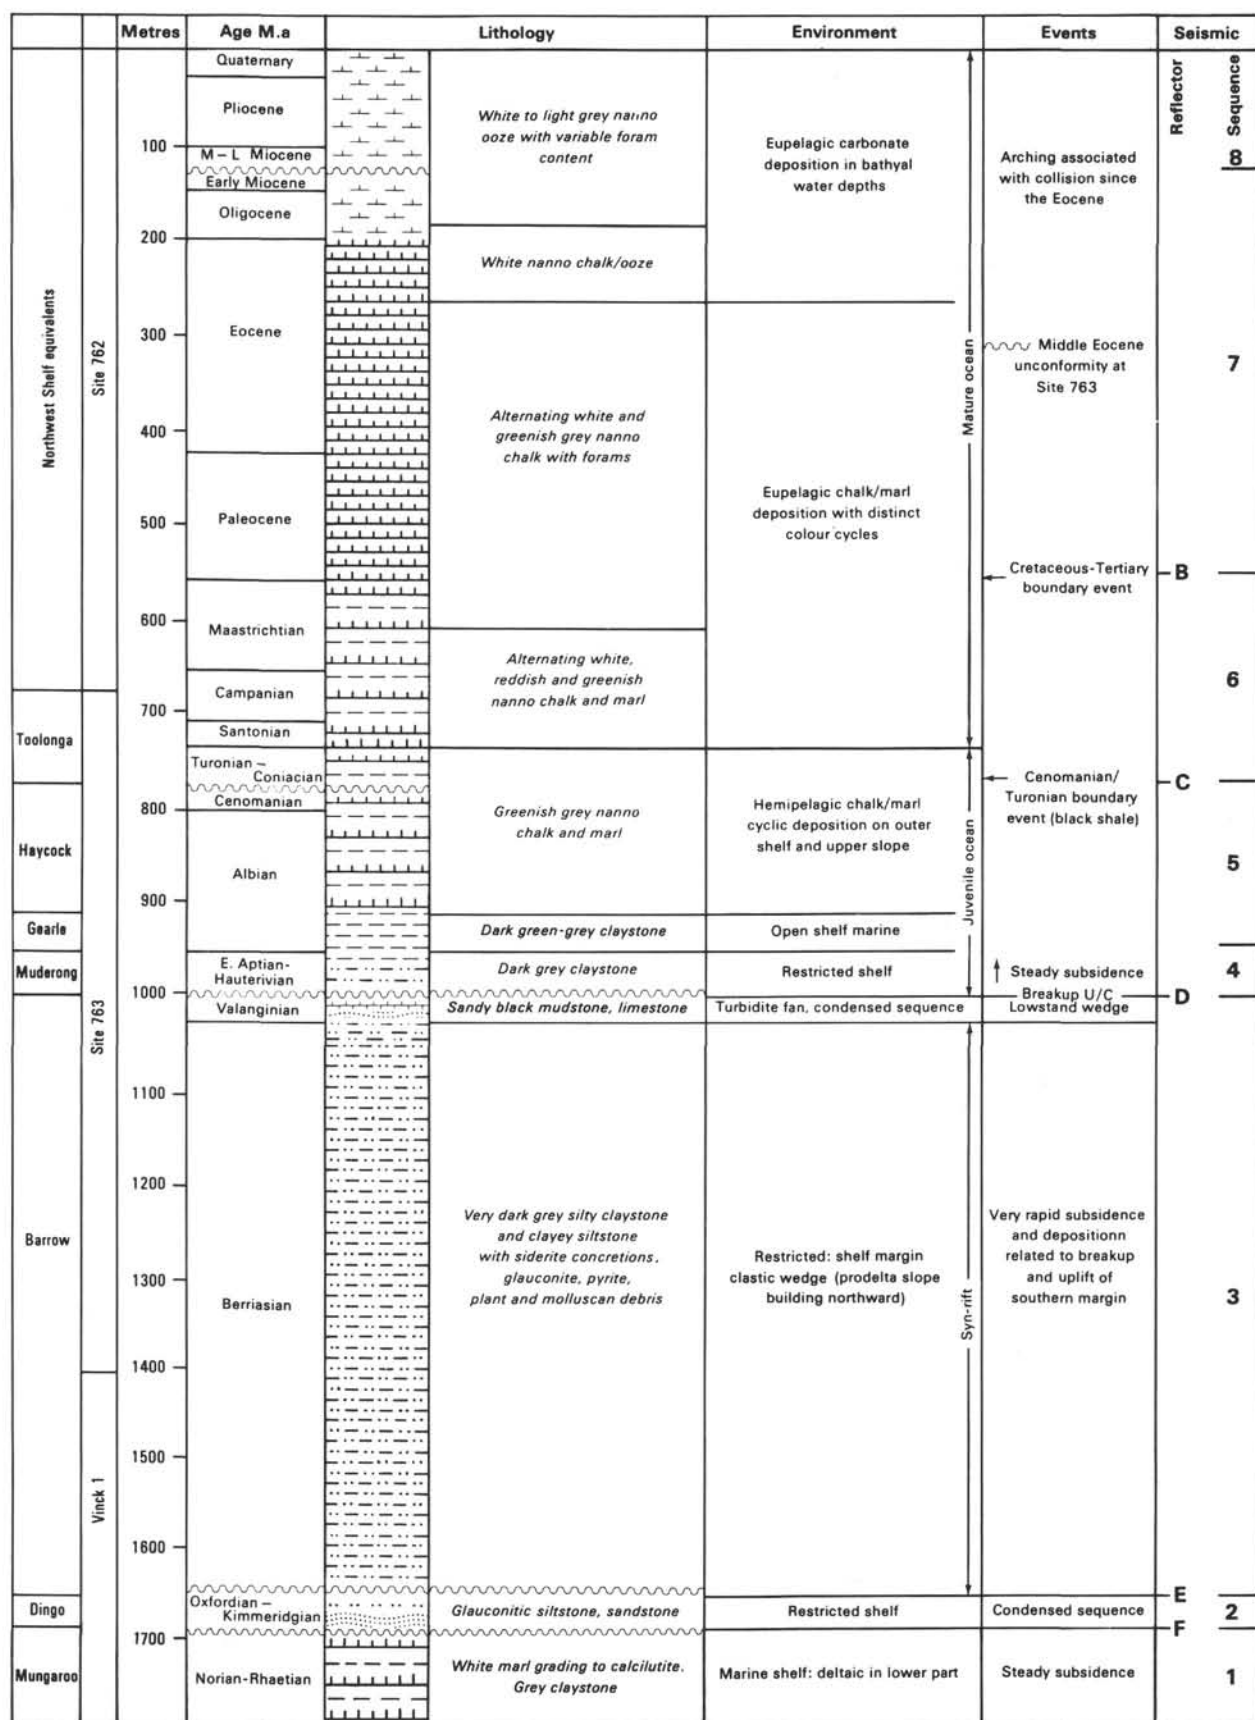 Metres Age M.a Lithology Environment Events Seismic
Reflector
Sequence
Northwest Shelf equivalents
Toolonga
Haycock
Gearle
Muderong
Barrow
Dingo
Mungaroo
Site 762
Site 763
Vinck 1
100
200
300
400
500
600
700
800
900
1000
1100
1200
1300
1400
1500
1600
1700
Quaternary
Pliocene
M – L Miocene
Early Miocene
Oligocene
Eocene
Paleocene
Maastrichtian
Campanian
Santonian
Turonian –
Coniacian
Cenomanian
Albian
E. Aptian-
Hauterivian
Valanginian
Berriasian
Oxfordian –
Kimmeridgian
Norian-Rhaetian
White to light grey nanno
ooze with variable foram
content
White nanno chalk/ooze
Alternating white and
greenish grey nanno
chalk with forams
Alternating white,
reddish and greenish
nanno chalk and marl
Greenish grey nanno
chalk and marl
Dark green-grey claystone
Dark grey claystone
Sandy black mudstone, limestone
Very dark grey silty claystone
and clayey siltstone
with siderite concretions,
glauconite, pyrite,
plant and molluscan debris
Glauconitic siltstone, sandstone
White marl grading to calcilutite.
Grey claystone
Eupelagic carbonate
deposition in bathyal
water depths
Eupelagic chalk/marl
deposition with distinct
colour cycles
Hemipelagic chalk/marl
cyclic deposition on outer
shelf and upper slope
Open shelf marine
Restricted shelf
Turbidite fan, condensed sequence
Restricted: shelf margin
clastic wedge (prodelta slope
building northward)
Restricted shelf
Marine shelf: deltaic in lower part
Mature ocean
Juvenile ocean
Syn-rift
Arching associated
with collision since
the Eocene
Middle Eocene
unconformity at
Site 763
Cretaceous-Tertiary
boundary event
Cenomanian/
Turonian boundary
event (black shale)
Steady subsidence
Breakup U/C
Lowstand wedge
Very rapid subsidence
and depositionn
related to breakup
and uplift of
southern margin
Condensed sequence
Steady subsidence
B
C
D
E
F
8
7
6
5
4
3
2
1